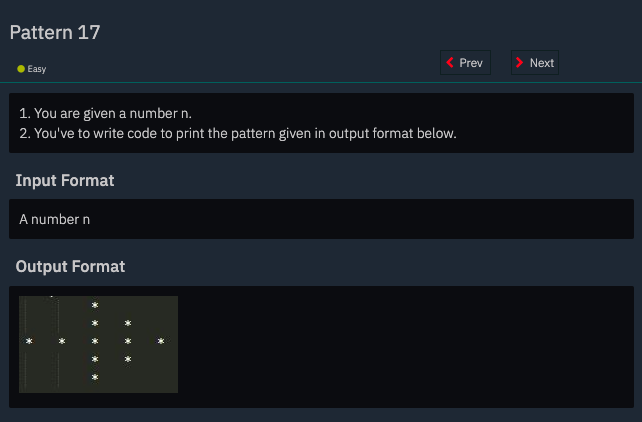 Pattern 17
Easy
Prev
Next
1. You are given a number n.
2. You've to write code to print the pattern given in output format below.
Input Format
A number n
Output Format
*
* *
* * * * *
* *
*